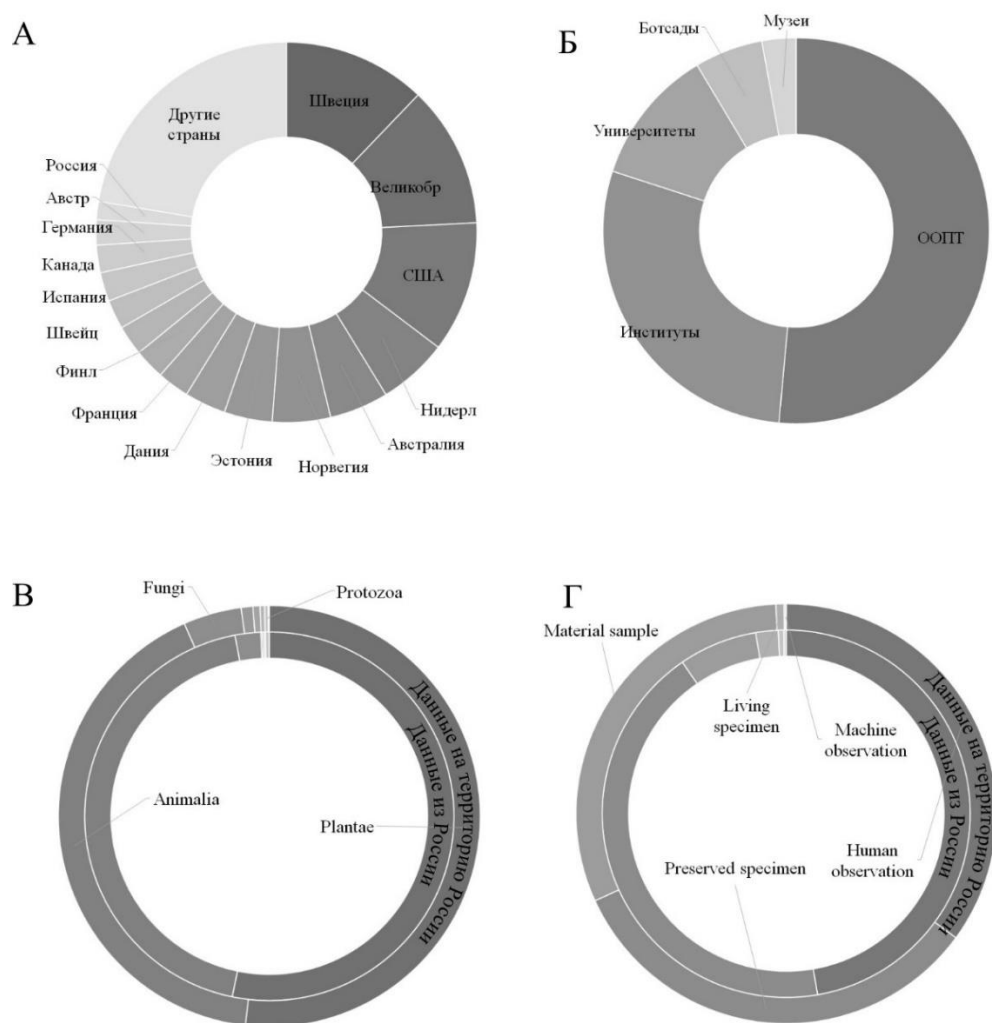 А
Швеция
Великобр
США
Нидерл
Австралия
Норвегия
Эстония
Дания
Франция
Финл
Швейц
Испания
Канада
Германия
Австр
Россия
Другие
страны
Б
Музеи
Ботсады
Университеты
Институты
ООПТ
В
Fungi
Protozoa
Animalia
Plantae
Данные на территорию России
Данные из России
Г
Material sample
Living
specimen
Machine
observation
Human
observation
Preserved specimen
Данные на территорию России
Данные из России